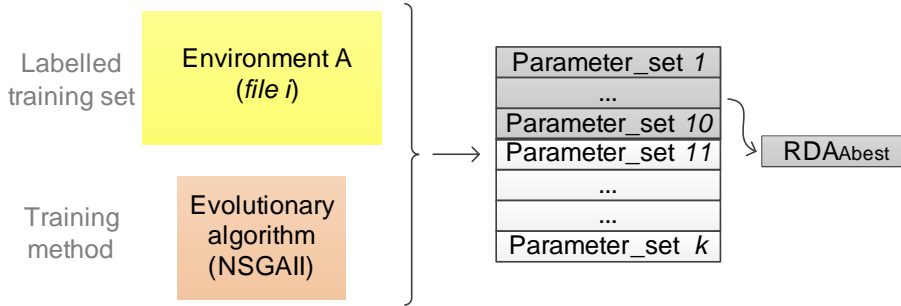 Labelled
training set
Environment A
(file i)
Training
method
Evolutionary
algorithm
(NSGAII)
Parameter_set 1
...
Parameter_set 10
Parameter_set 11
...
...
Parameter_set k
RDAAbest